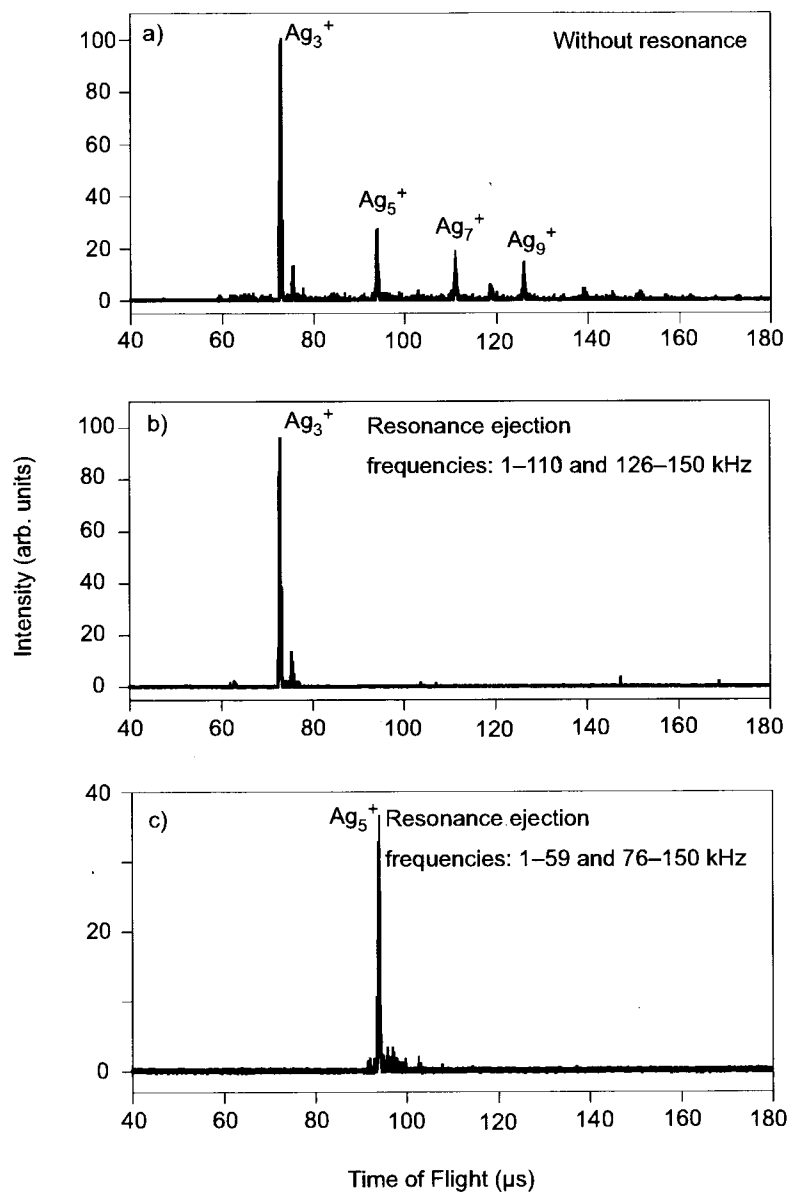 a)
Ag₃⁺
Without resonance
100
80
60
40
20
0
Ag₅⁺
Ag₇⁺
Ag₉⁺
40 60 80 100 120 140 160 180
b)
Ag₃⁺
Resonance ejection
frequencies: 1–110 and 126–150 kHz
100
80
60
40
20
0
40 60 80 100 120 140 160 180
Intensity (arb. units)
c)
Ag₅⁺
Resonance ejection
frequencies: 1–59 and 76–150 kHz
40
20
0
40 60 80 100 120 140 160 180
Time of Flight (μs)